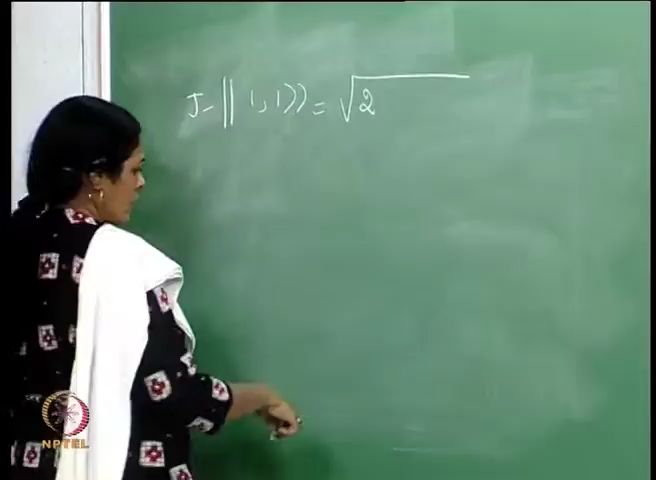 J- || 1, 1 ⟩⟩ = √2
NPTEL